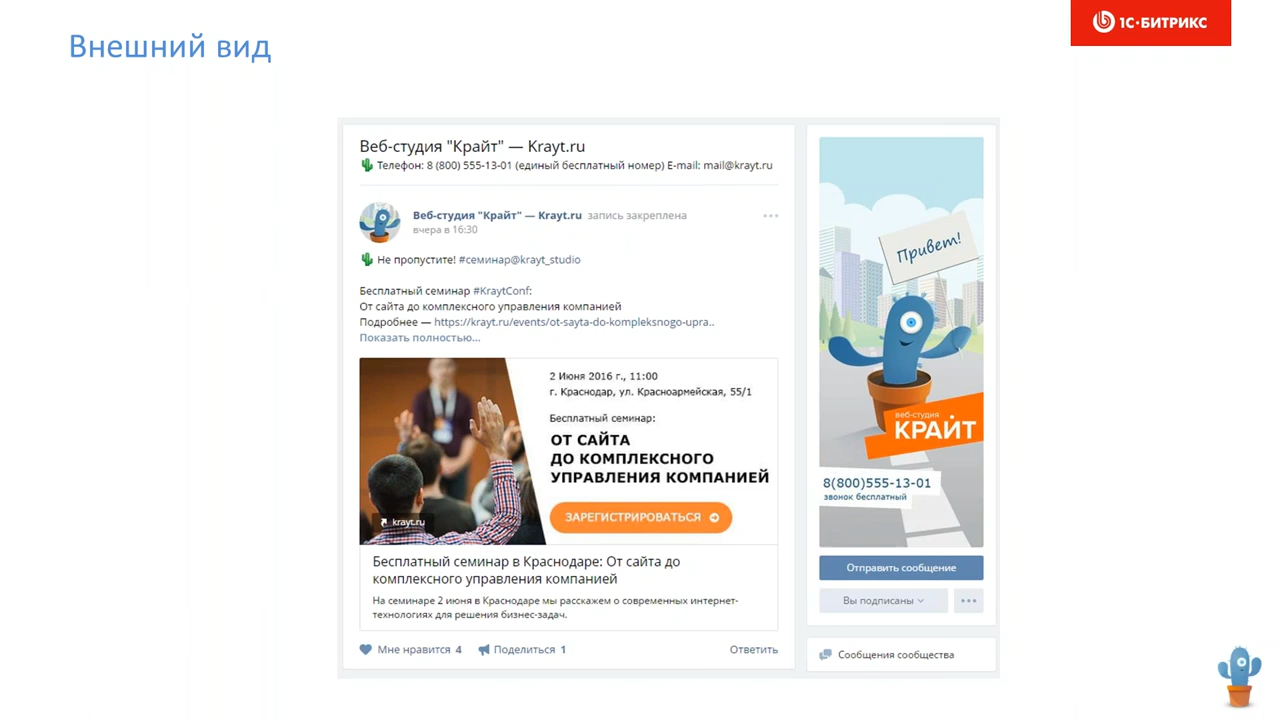 Внешний вид
1С·БИТРИКС
Веб-студия "Крайт" — Krayt.ru
Телефон: 8 (800) 555-13-01 (единый бесплатный номер) E-mail: mail@krayt.ru
Веб-студия "Крайт" — Krayt.ru запись закреплена
вчера в 16:30
Не пропустите! #семинар@krayt_studio
Бесплатный семинар #KraytConf:
От сайта до комплексного управления компанией
Подробнее — https://krayt.ru/events/ot-sayta-do-kompleksnogo-upra..
Показать полностью...
2 Июня 2016 г., 11:00
г. Краснодар, ул. Красноармейская, 55/1
Бесплатный семинар:
ОТ САЙТА
ДО КОМПЛЕКСНОГО
УПРАВЛЕНИЯ КОМПАНИЕЙ
ЗАРЕГИСТРИРОВАТЬСЯ
krayt.ru
Бесплатный семинар в Краснодаре: От сайта до
комплексного управления компанией
На семинаре 2 июня в Краснодаре мы расскажем о современных интернет-
технологиях для решения бизнес-задач.
Мне нравится 4 Поделиться 1 Ответить
Привет!
веб-студия
КРАЙТ
8(800)555-13-01
звонок бесплатный
Отправить сообщение
Вы подписаны
Сообщения сообщества